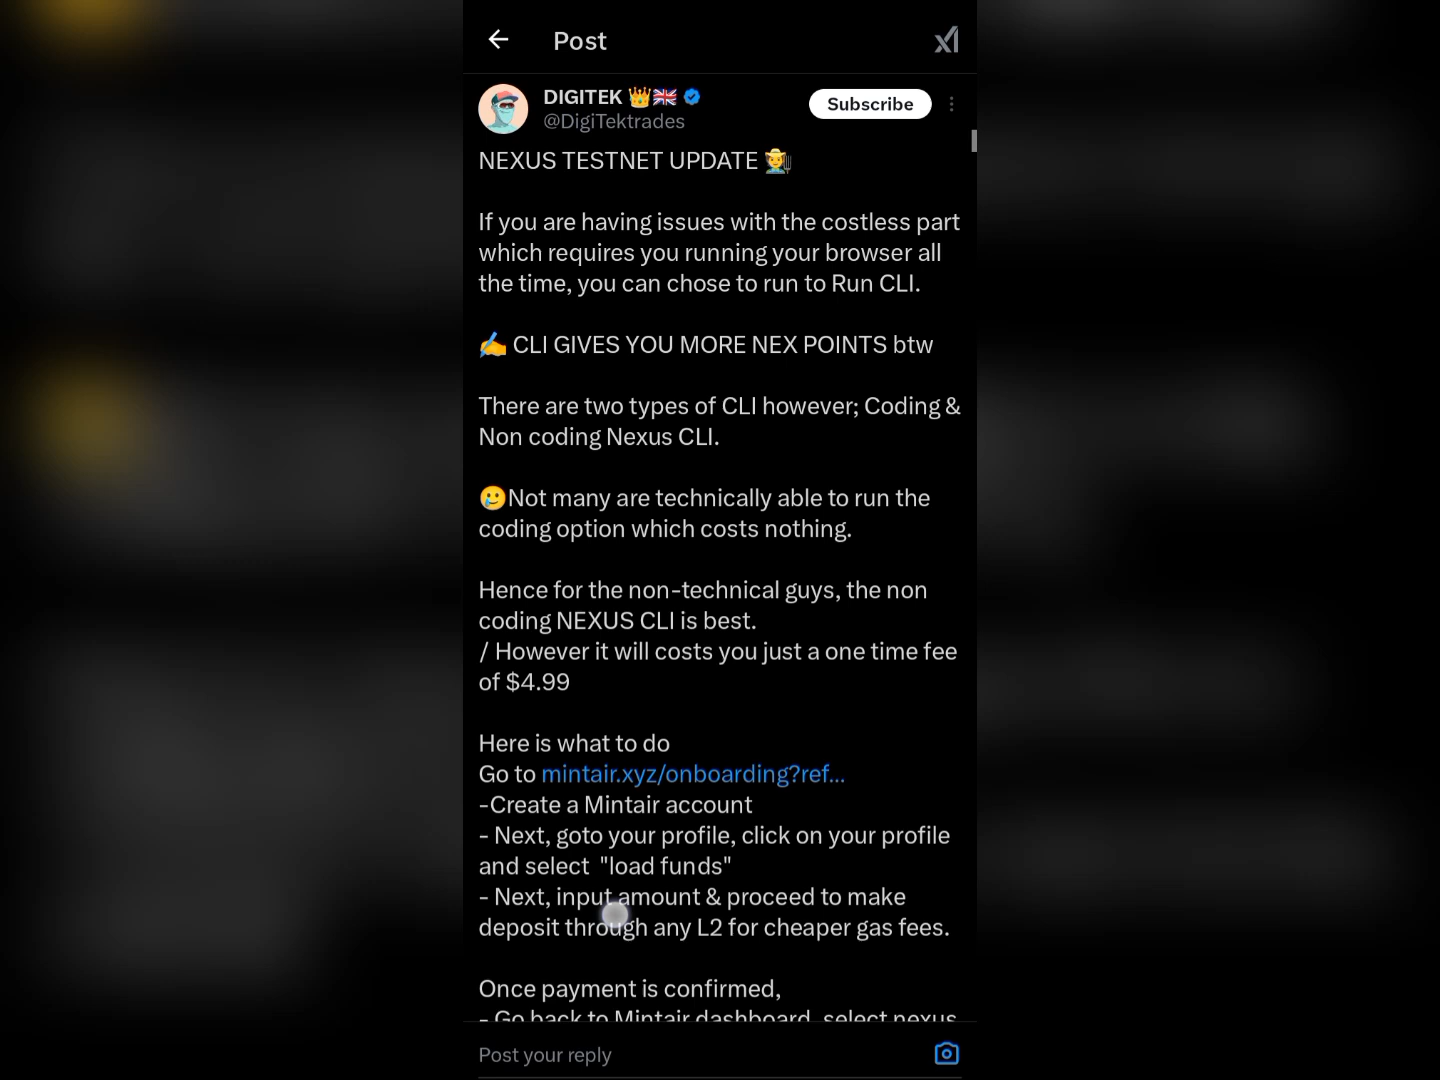 Post
DIGITEK
@DigiTektrades
Subscribe
NEXUS TESTNET UPDATE
If you are having issues with the costless part
which requires you running your browser all
the time, you can chose to run to Run CLI.
CLI GIVES YOU MORE NEX POINTS btw
There are two types of CLI however; Coding &
Non coding Nexus CLI.
Not many are technically able to run the
coding option which costs nothing.
Hence for the non-technical guys, the non
coding NEXUS CLI is best.
/ However it will costs you just a one time fee
of $4.99
Here is what to do
Go to mintair.xyz/onboarding?ref...
-Create a Mintair account
- Next, goto your profile, click on your profile
and select "load funds"
- Next, input amount & proceed to make
deposit through any L2 for cheaper gas fees.
Once payment is confirmed,
- Go back to Mintair dashboard, select nexus
Post your reply